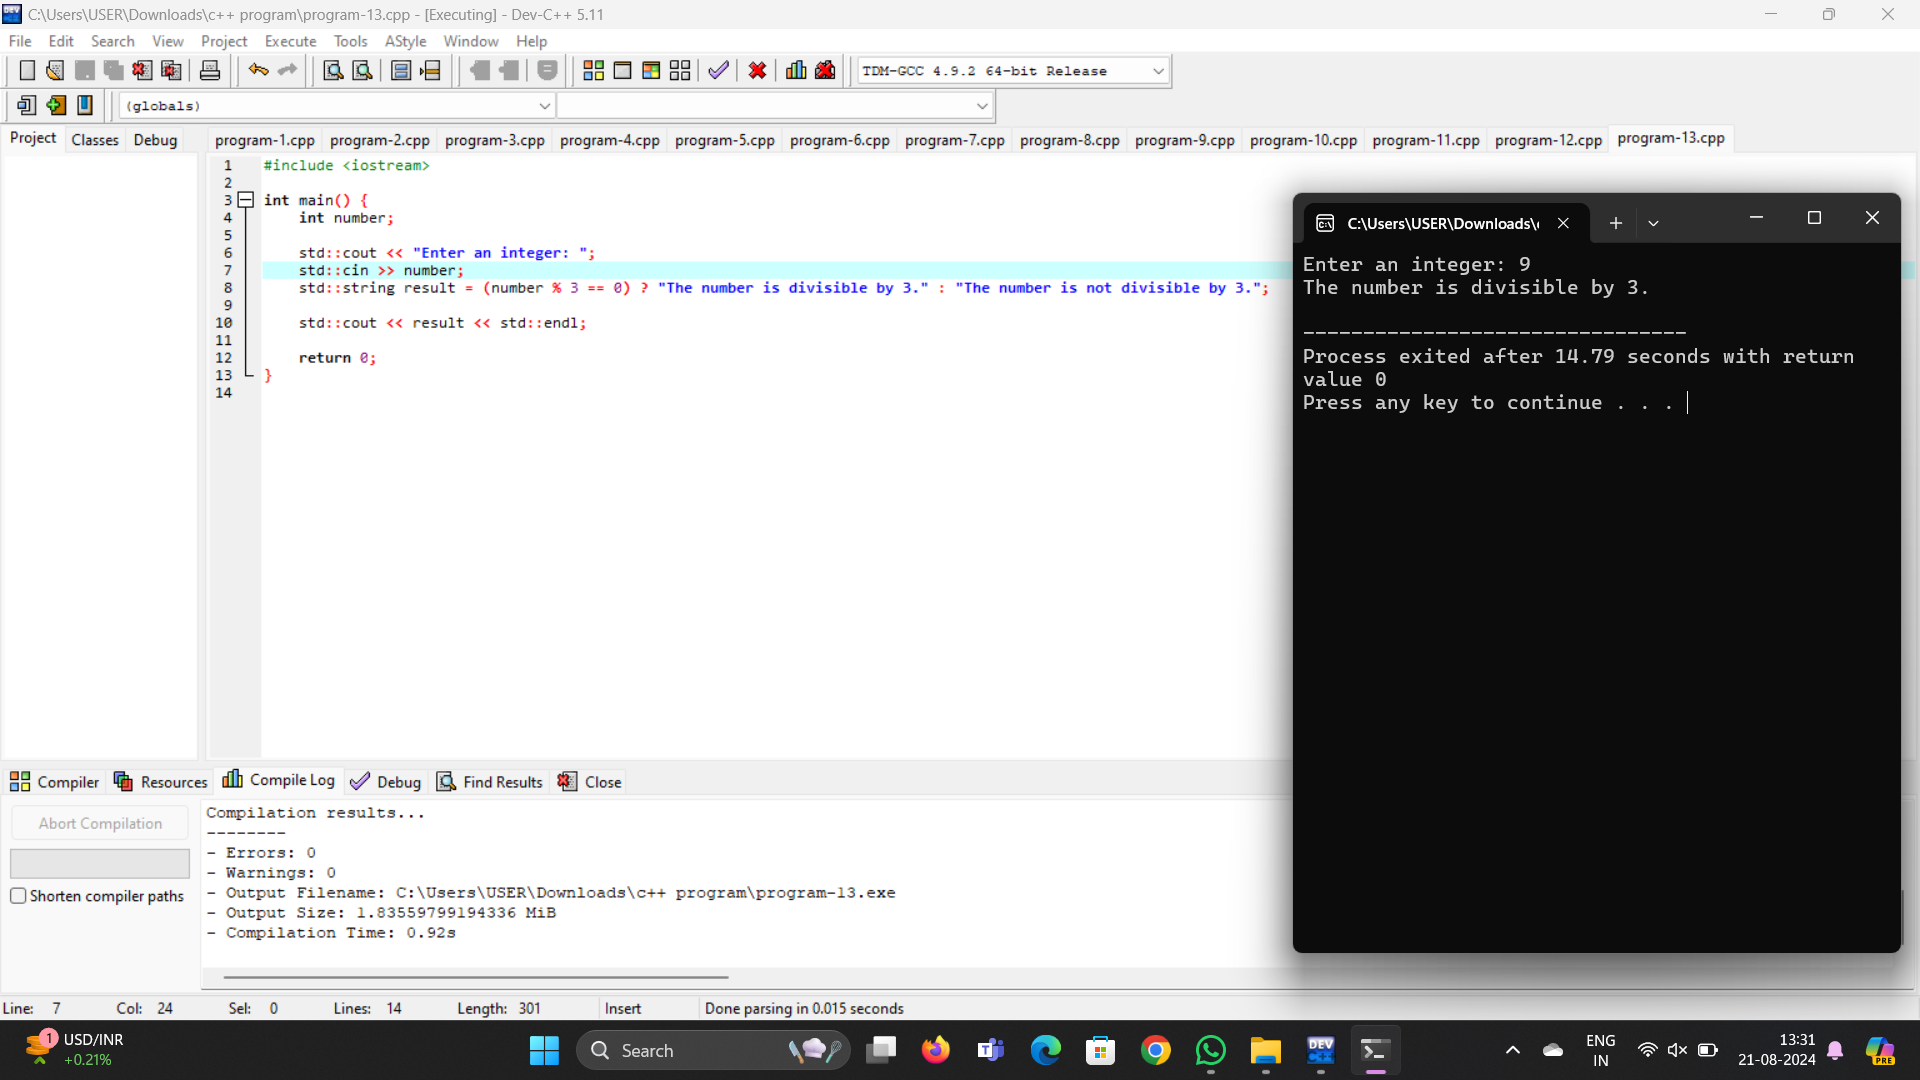 C:\Users\USER\Downloads\c++ program\program-13.cpp - [Executing] - Dev-C++ 5.11
File Edit Search View Project Execute Tools AStyle Window Help
TDM-GCC 4.9.2 64-bit Release
(globals)
Project Classes Debug
program-1.cpp program-2.cpp program-3.cpp program-4.cpp program-5.cpp program-6.cpp program-7.cpp program-8.cpp program-9.cpp program-10.cpp program-11.cpp program-12.cpp program-13.cpp
1 #include <iostream>
2
3 int main() {
4 int number;
5
6 std::cout << "Enter an integer: ";
7 std::cin >> number;
8 std::string result = (number % 3 == 0) ? "The number is divisible by 3." : "The number is not divisible by 3.";
9
10 std::cout << result << std::endl;
11
12 return 0;
13 }
14
C:\Users\USER\Downloads\
Enter an integer: 9
The number is divisible by 3.
--------------------------------
Process exited after 14.79 seconds with return
value 0
Press any key to continue . . .
Compiler Resources Compile Log Debug Find Results Close
Abort Compilation
Shorten compiler paths
Compilation results...
--------
- Errors: 0
- Warnings: 0
- Output Filename: C:\Users\USER\Downloads\c++ program\program-13.exe
- Output Size: 1.83559799194336 MiB
- Compilation Time: 0.92s
Line: 7 Col: 24 Sel: 0 Lines: 14 Length: 301 Insert Done parsing in 0.015 seconds
1
USD/INR
+0.21%
Search
DEV
ENG
IN
13:31
21-08-2024
PRE